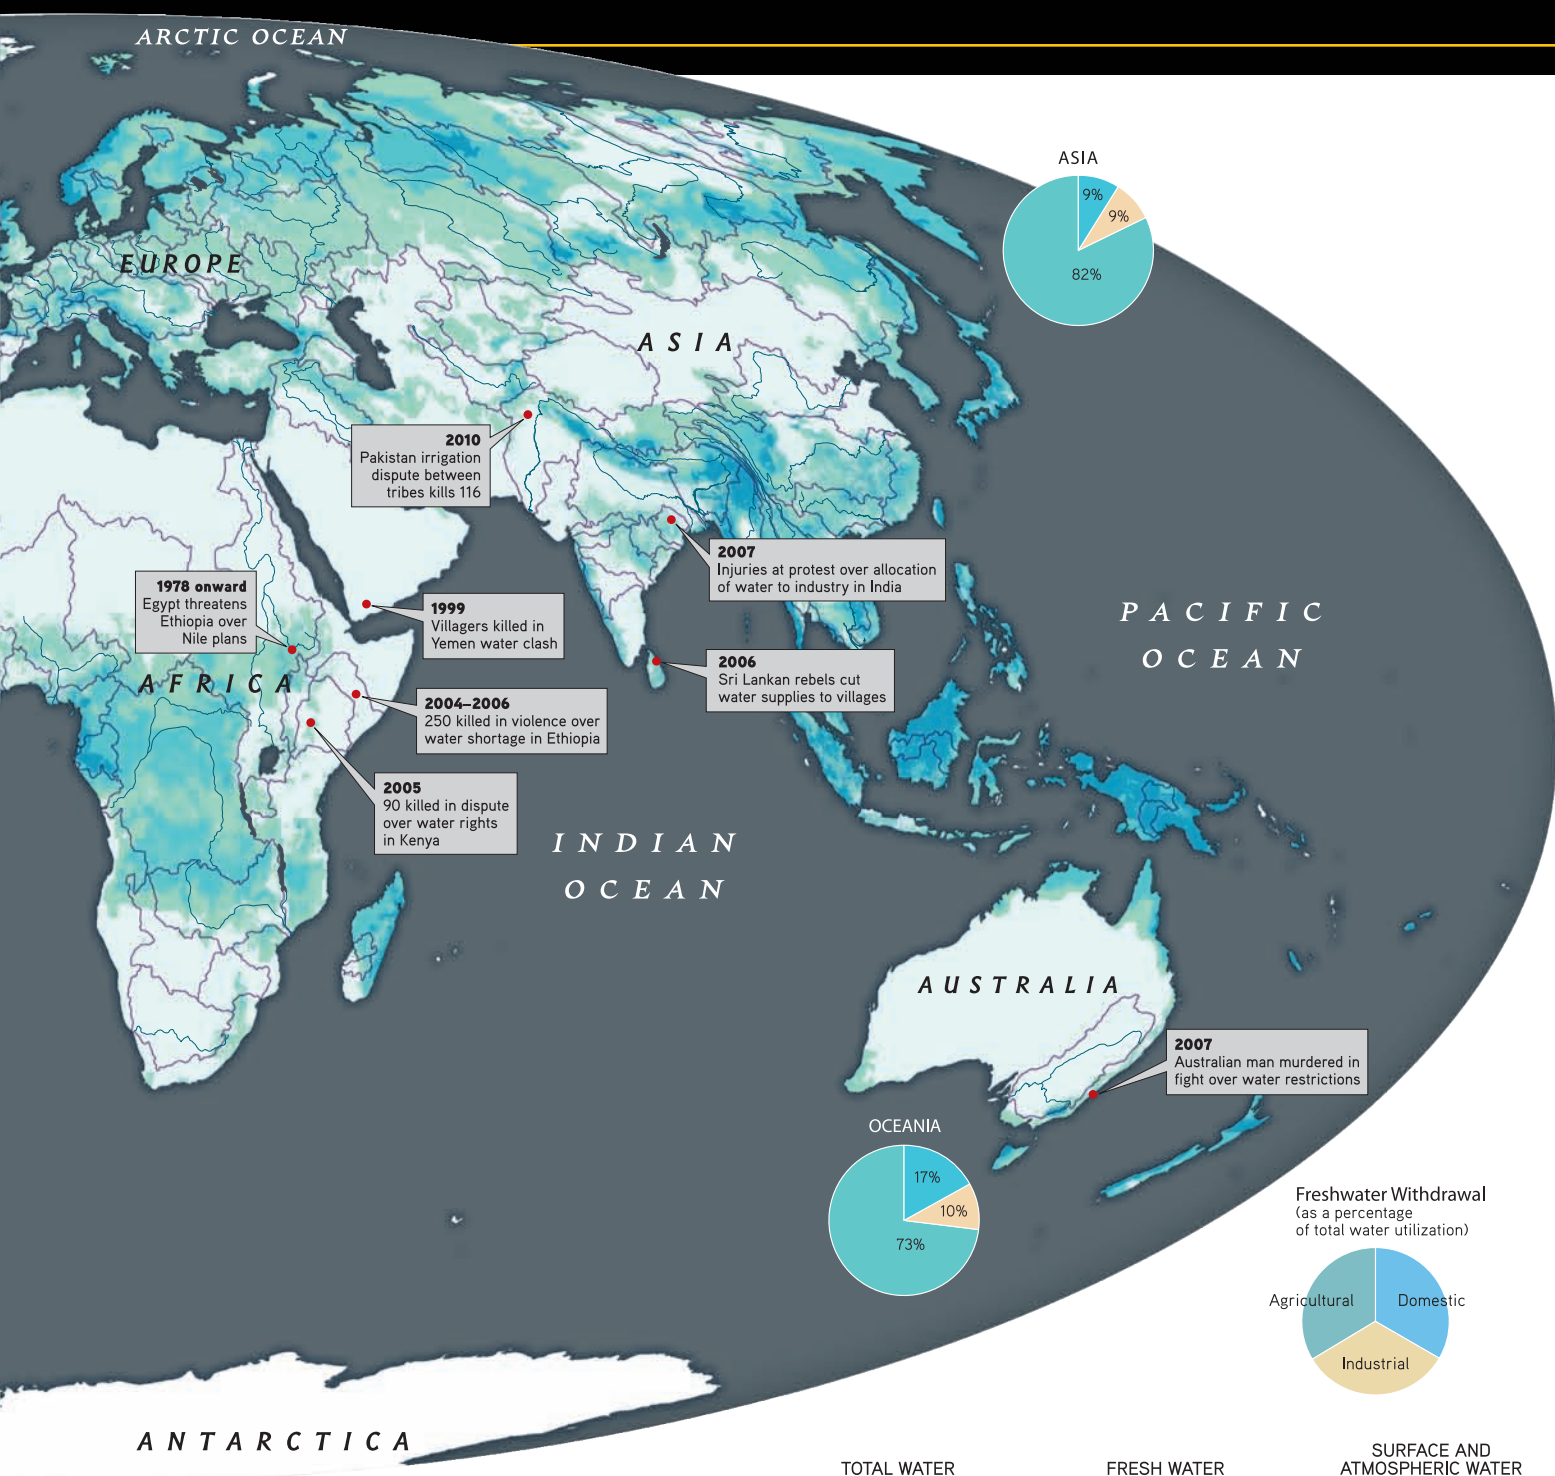 ARCTIC OCEAN
ASIA
9%
9%
82%
EUROPE
ASIA
2010
Pakistan irrigation
dispute between
tribes kills 116
2007
Injuries at protest over allocation
of water to industry in India
1978 onward
Egypt threatens
Ethiopia over
Nile plans
1999
Villagers killed in
Yemen water clash
PACIFIC
OCEAN
2006
Sri Lankan rebels cut
water supplies to villages
AFRICA
2004–2006
250 killed in violence over
water shortage in Ethiopia
2005
90 killed in dispute
over water rights
in Kenya
INDIAN
OCEAN
AUSTRALIA
2007
Australian man murdered in
fight over water restrictions
OCEANIA
17%
10%
73%
Freshwater Withdrawal
(as a percentage
of total water utilization)
Agricultural
Domestic
Industrial
ANTARCTICA
TOTAL WATER
FRESH WATER
SURFACE AND
ATMOSPHERIC WATER